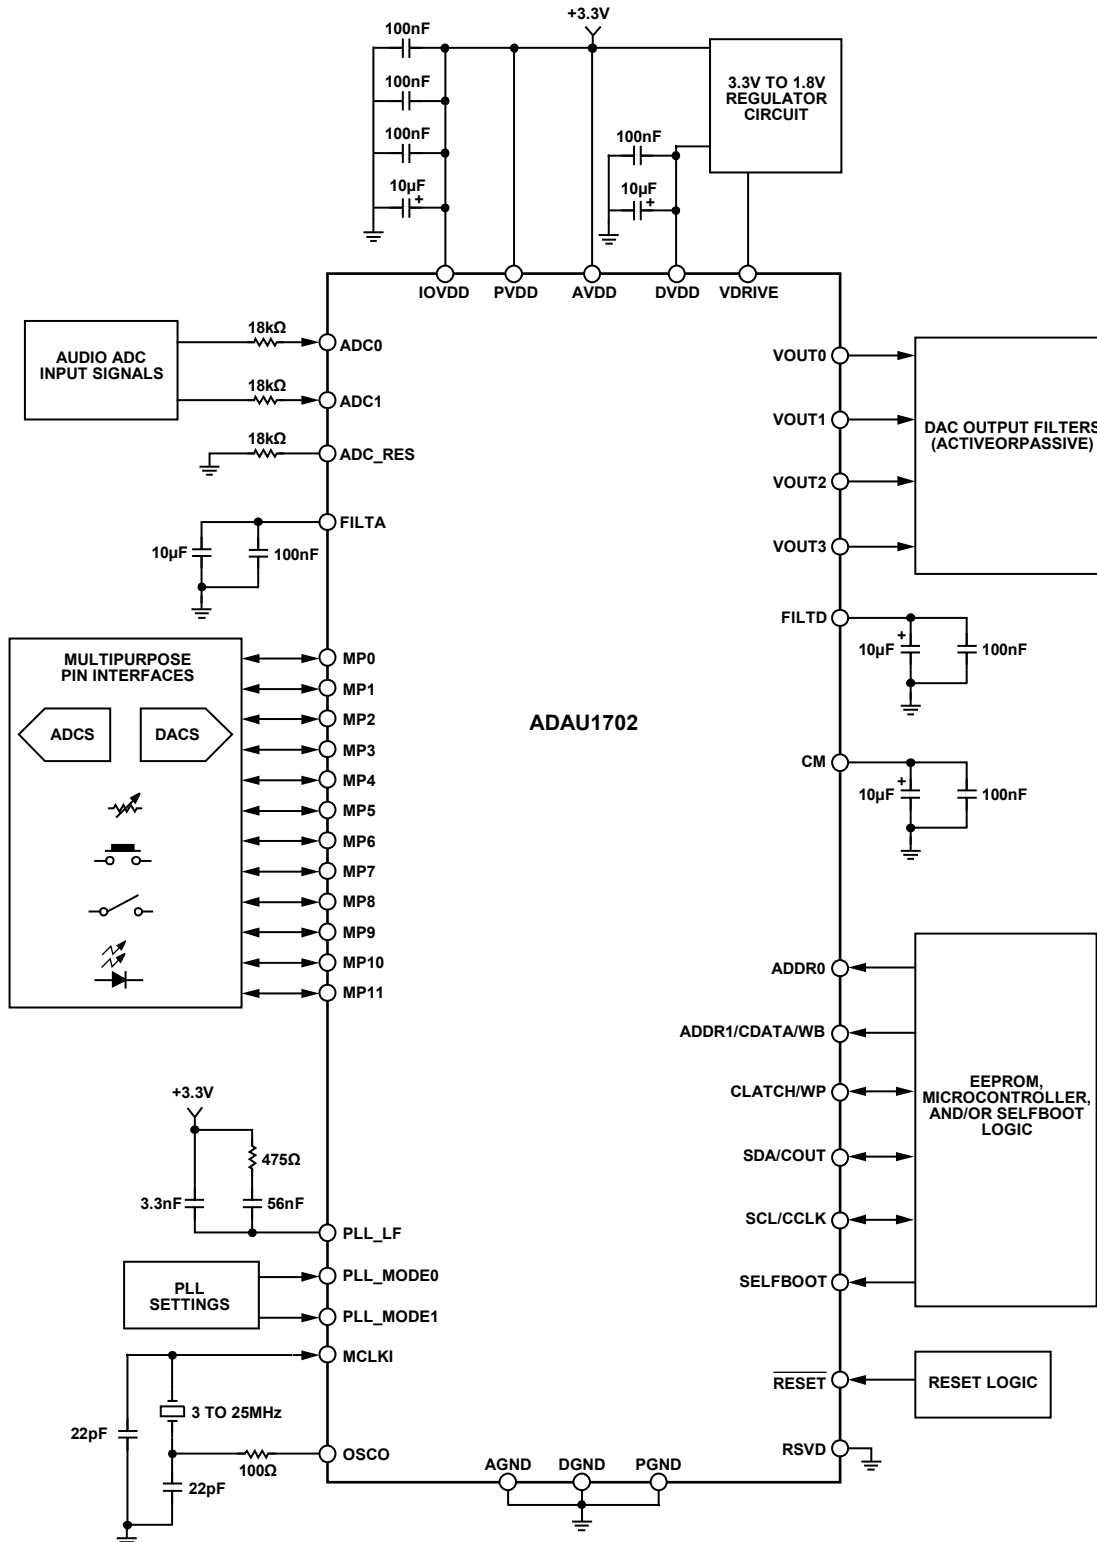 +3.3V
100nF
100nF
100nF
10µF
+
3.3V TO 1.8V
REGULATOR
CIRCUIT
100nF
10µF
+
IOVDD
PVDD
AVDD
DVDD
VDRIVE
AUDIO ADC
INPUT SIGNALS
18kΩ
ADC0
18kΩ
ADC1
18kΩ
ADC_RES
FILTA
10µF
100nF
MULTIPURPOSE
PIN INTERFACES
ADCS
DACS
MP0
MP1
MP2
MP3
MP4
MP5
MP6
MP7
MP8
MP9
MP10
MP11
ADAU1702
VOUT0
VOUT1
VOUT2
VOUT3
DAC OUTPUT FILTERS
(ACTIVEORPASSIVE)
FILTD
+
10µF
100nF
CM
+
10µF
100nF
ADDR0
ADDR1/CDATA/WB
CLATCH/WP
SDA/COUT
SCL/CCLK
SELFBOOT
EEPROM,
MICROCONTROLLER,
AND/OR SELFBOOT
LOGIC
+3.3V
475Ω
3.3nF
56nF
PLL_LF
PLL
SETTINGS
PLL_MODE0
PLL_MODE1
MCLKI
3 TO 25MHz
22pF
100Ω
22pF
OSCO
RESET
RESET LOGIC
RSVD
AGND
DGND
PGND